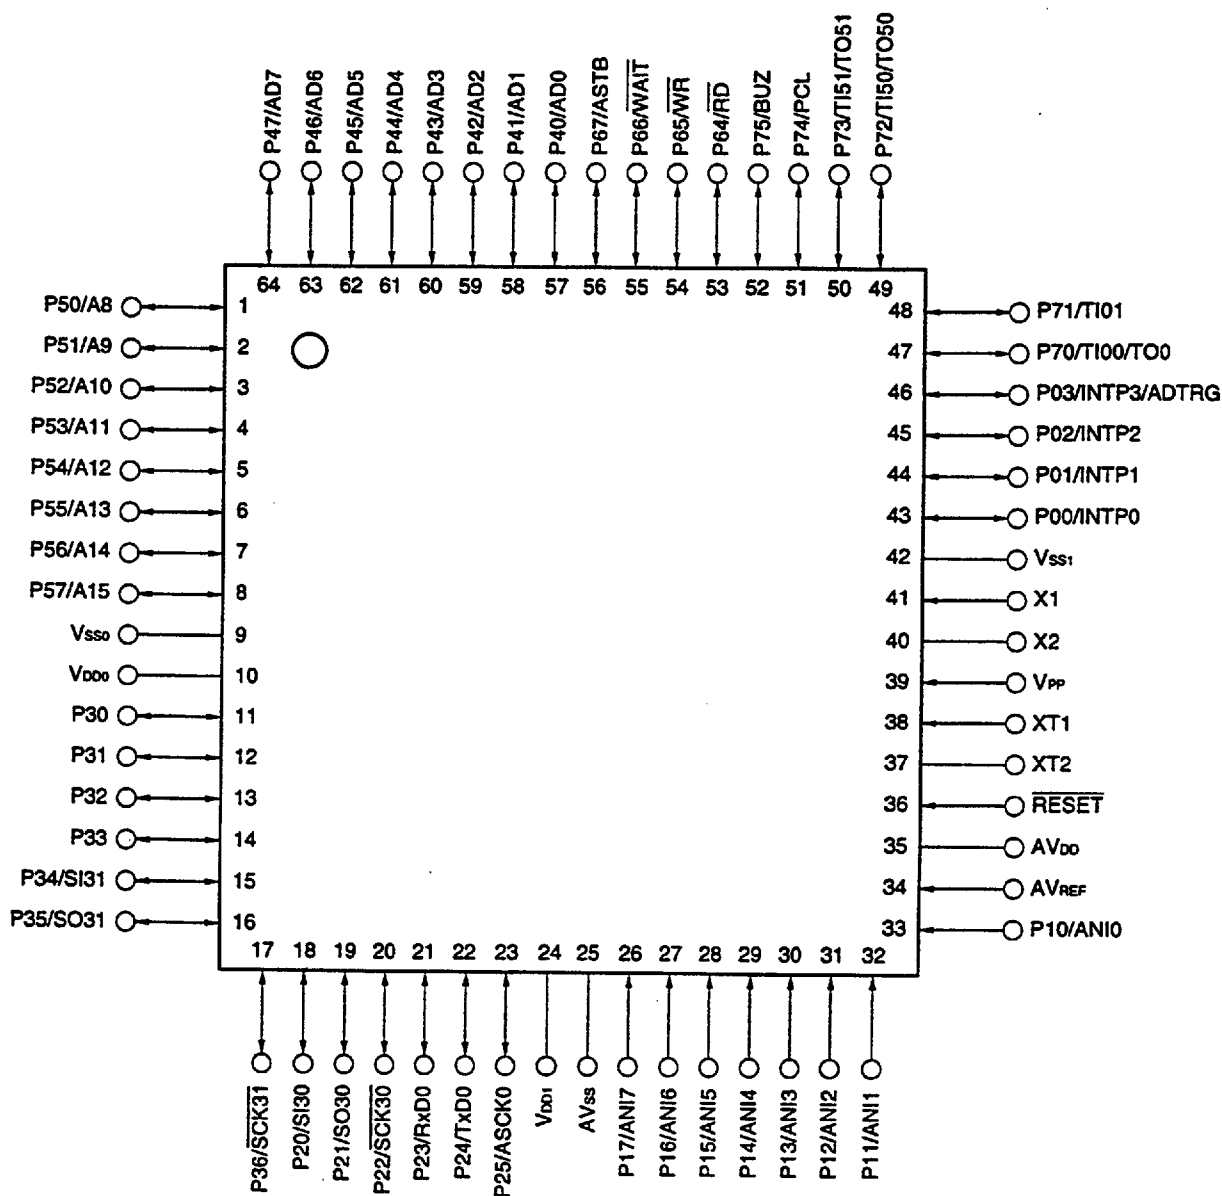 P47/AD7
P46/AD6
P45/AD5
P44/AD4
P43/AD3
P42/AD2
P41/AD1
P40/AD0
P67/ASTB
P66/WAIT
P65/WR
P64/RD
P75/BUZ
P74/PCL
P73/TI51/TO51
P72/TI50/TO50
64 63 62 61 60 59 58 57 56 55 54 53 52 51 50 49
P50/A8 1
P51/A9 2
P52/A10 3
P53/A11 4
P54/A12 5
P55/A13 6
P56/A14 7
P57/A15 8
VSS0 9
VDD0 10
P30 11
P31 12
P32 13
P33 14
P34/SI31 15
P35/SO31 16
48 P71/TI01
47 P70/TI00/TO0
46 P03/INTP3/ADTRG
45 P02/INTP2
44 P01/INTP1
43 P00/INTP0
42 VSS1
41 X1
40 X2
39 VPP
38 XT1
37 XT2
36 RESET
35 AVDD
34 AVREF
33 P10/ANI0
17 18 19 20 21 22 23 24 25 26 27 28 29 30 31 32
P36/SCK31
P20/SI30
P21/SO30
P22/SCK30
P23/RxD0
P24/TxD0
P25/ASCK0
VDD1
AVSS
P17/ANI7
P16/ANI6
P15/ANI5
P14/ANI4
P13/ANI3
P12/ANI2
P11/ANI1